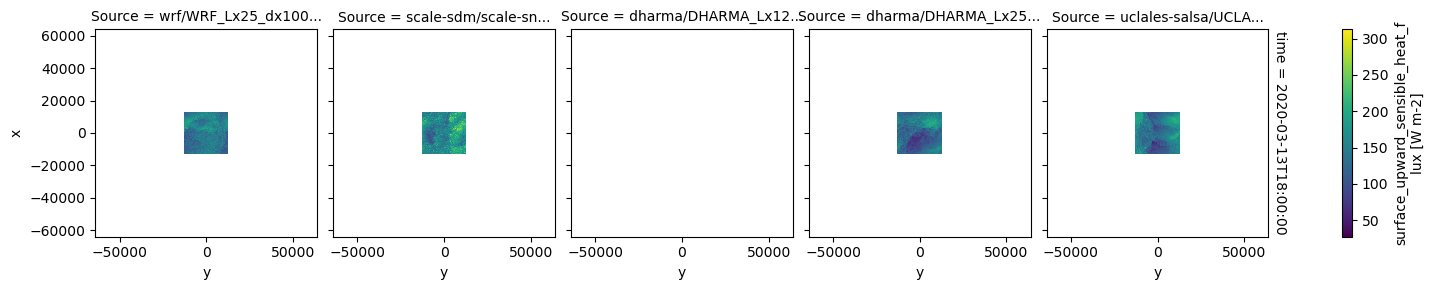 Source = wrf/WRF_Lx25_dx100...
Source = scale-sdm/scale-sn...
Source = dharma/DHARMA_Lx12...
Source = dharma/DHARMA_Lx25...
Source = uclales-salsa/UCLA...
60000
40000
20000
0
−20000
−40000
−60000
x
−50000 0 50000
−50000 0 50000
−50000 0 50000
−50000 0 50000
−50000 0 50000
y
y
y
y
y
time = 2020-03-13T18:00:00
300
250
200
150
100
50
surface_upward_sensible_heat_f
lux [W m-2]